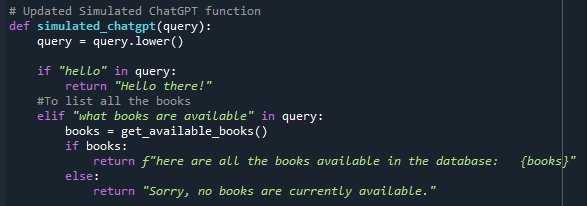 # Updated Simulated ChatGPT function
def simulated_chatgpt(query):
    query = query.lower()

    if "hello" in query:
        return "Hello there!"
    #To list all the books
    elif "what books are available" in query:
        books = get_available_books()
        if books:
            return f"here are all the books available in the database:   {books}"
        else:
            return "Sorry, no books are currently available."